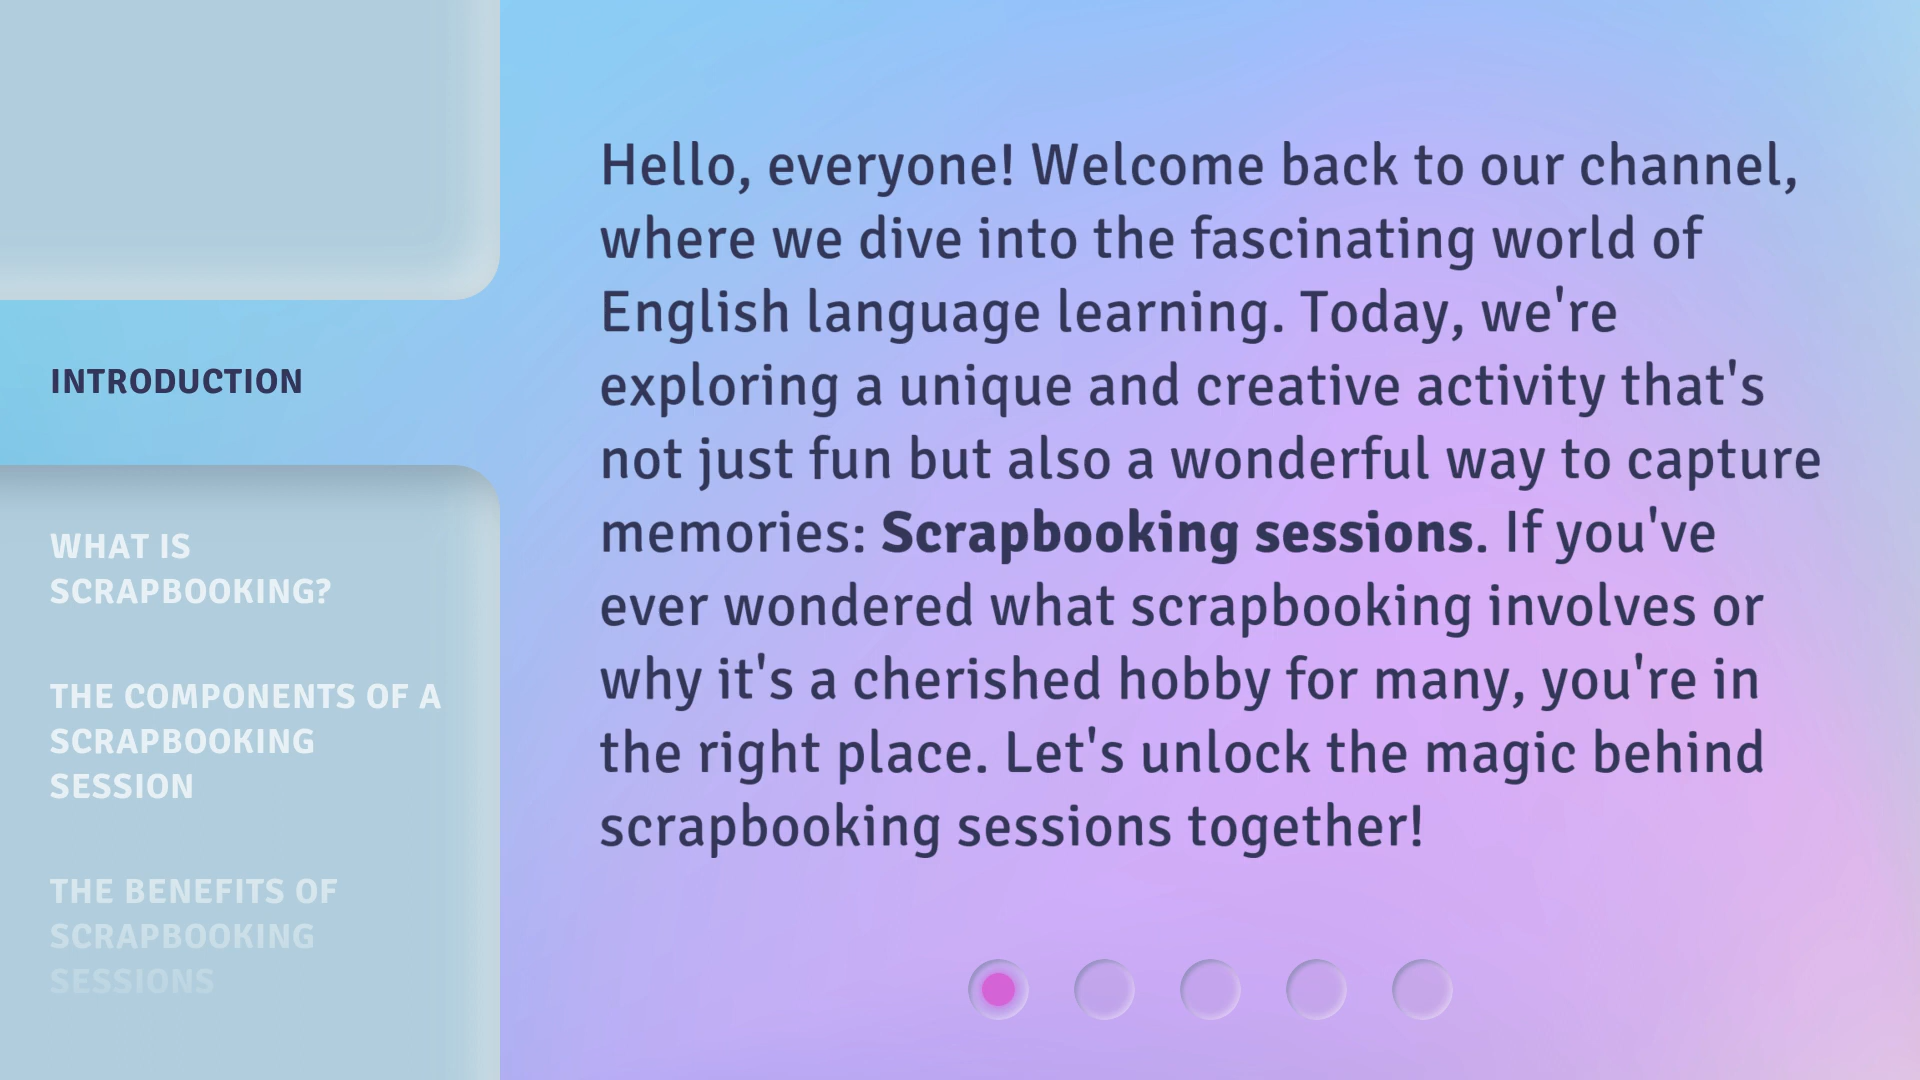 INTRODUCTION
WHAT IS
SCRAPBOOKING?
THE COMPONENTS OF A
SCRAPBOOKING
SESSION
THE BENEFITS OF
SCRAPBOOKING
SESSIONS
Hello, everyone! Welcome back to our channel,
where we dive into the fascinating world of
English language learning. Today, we're
exploring a unique and creative activity that's
not just fun but also a wonderful way to capture
memories: Scrapbooking sessions. If you've
ever wondered what scrapbooking involves or
why it's a cherished hobby for many, you're in
the right place. Let's unlock the magic behind
scrapbooking sessions together!